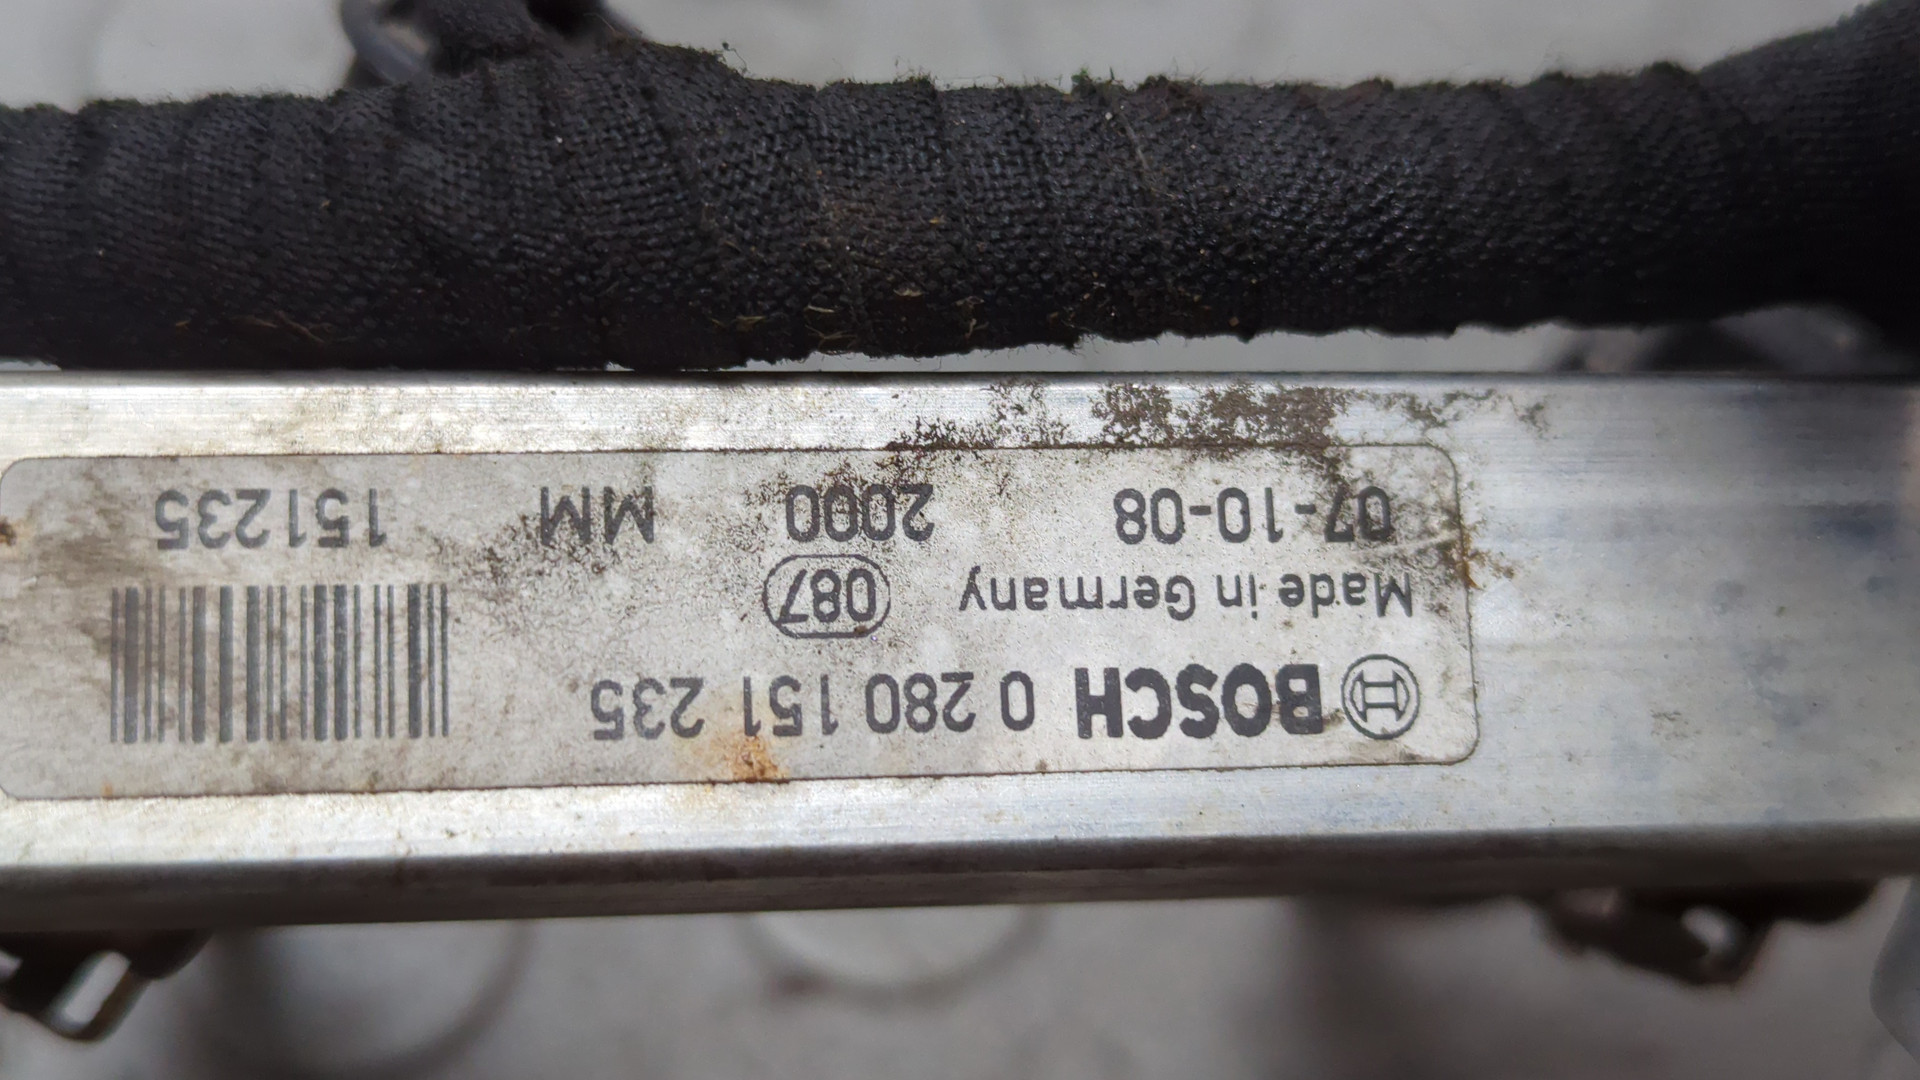 BOSCH 0 280 151 235
Made in Germany 087
07-10-08 2000 MM 151235